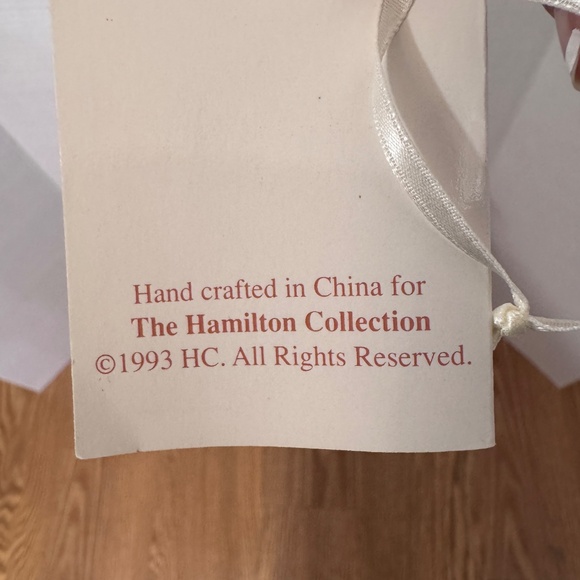 Hand crafted in China for
The Hamilton Collection
©1993 HC. All Rights Reserved.